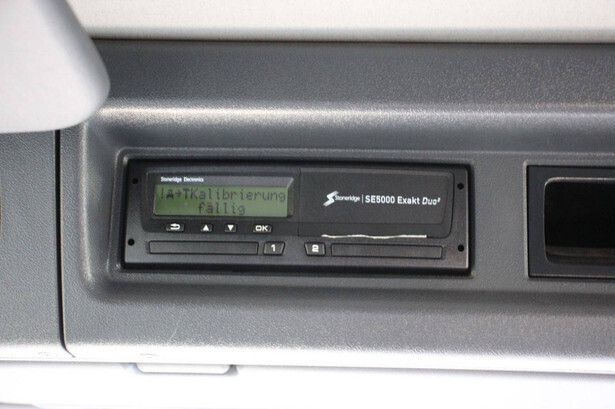 Stoneridge Electronics
!A+TKalibrierung
fällig
Stoneridge | SE5000 Exakt Duo²
OK
1 2